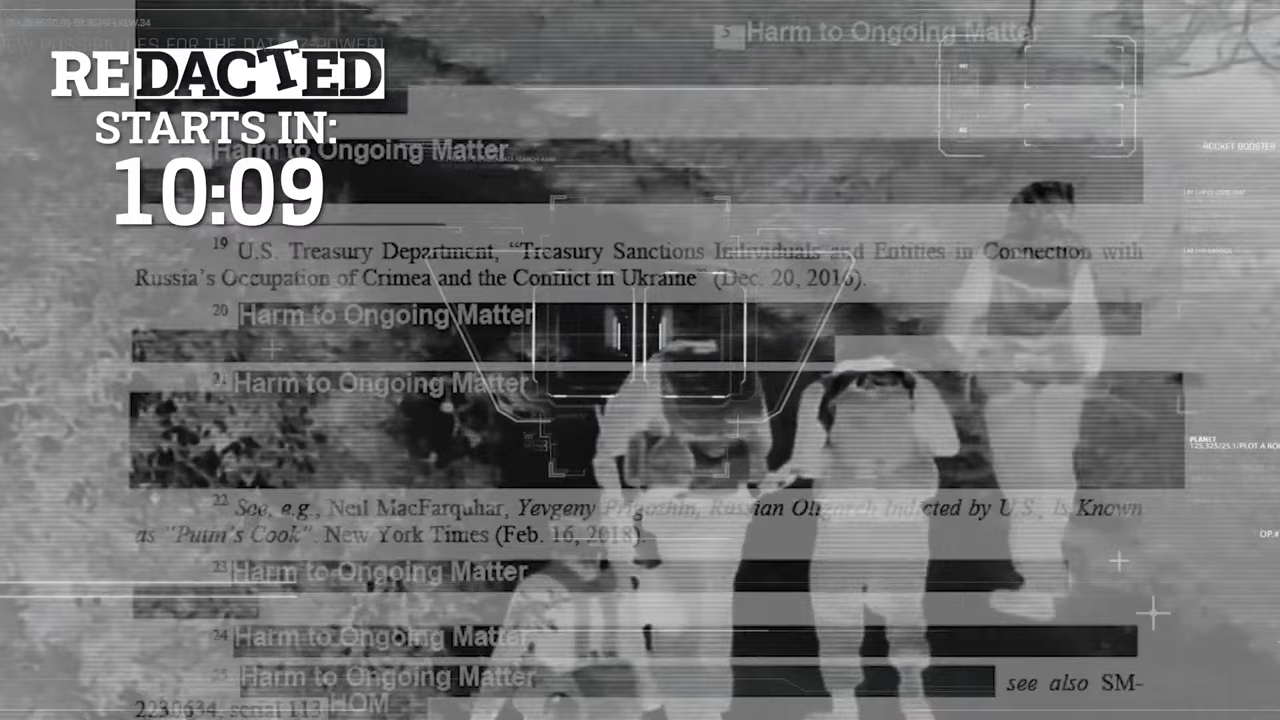 5 Harm to Ongoing Matter
REDACTED
STARTS IN:
10:09
Harm to Ongoing Matter
ROCKET BOOSTER
19 U.S. Treasury Department, “Treasury Sanctions Individuals and Entities in Connection with
Russia’s Occupation of Crimea and the Conflict in Ukraine” (Dec. 20, 2016).
20 Harm to Ongoing Matter
21 Harm to Ongoing Matter
PLANET
22 See, e.g., Neil MacFarquhar, Yevgeny Prigozhin, Russian Oligarch Indicted by U.S., Is Known
as “Putin’s Cook”. New York Times (Feb. 16, 2018).
OP.#
23 Harm to Ongoing Matter
24 Harm to Ongoing Matter
Harm to Ongoing Matter see also SM-
2230634, serial 113 HOM